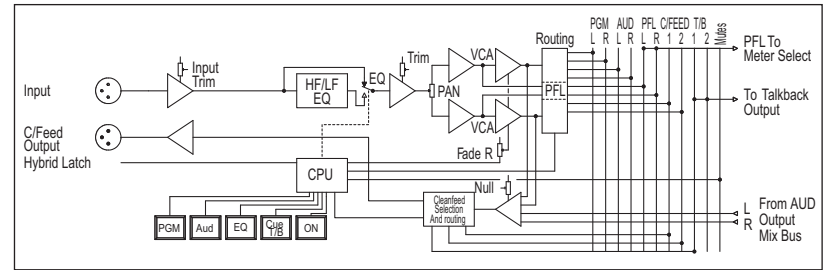 PGM AUD PFL C/FEED T/B
L R L R L R 1 2 1 2 Mutes
Routing
PFL To
Meter Select
Input
Input
Trim
HF/LF
EQ
EQ
Trim
VCA
PAN
PFL
To Talkback
Output
C/Feed
Output
VCA
Hybrid Latch
Fade R
CPU
Null
Cleanfeed
Selection
And routing
L
R
From AUD
Output
Mix Bus
PGM
Aud
EQ
Cue
T/B
ON